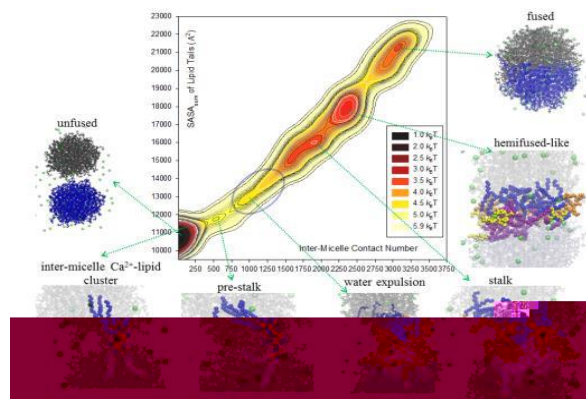 23000
22000
21000
20000
19000
18000
17000
16000
15000
14000
13000
12000
11000
10000
SASAsum of Lipid Tails (Å²)
fused
unfused
1.0 kBT
2.0 kBT
2.5 kBT
3.0 kBT
3.5 kBT
4.0 kBT
4.5 kBT
5.0 kBT
5.9 kBT
hemifused-like
Inter-Micelle Contact Number
250 500 750 1000 1250 1500 1750 2000 2250 2500 2750 3000 3250 3500 3750
inter-micelle Ca²⁺-lipid
cluster
pre-stalk
water expulsion
stalk